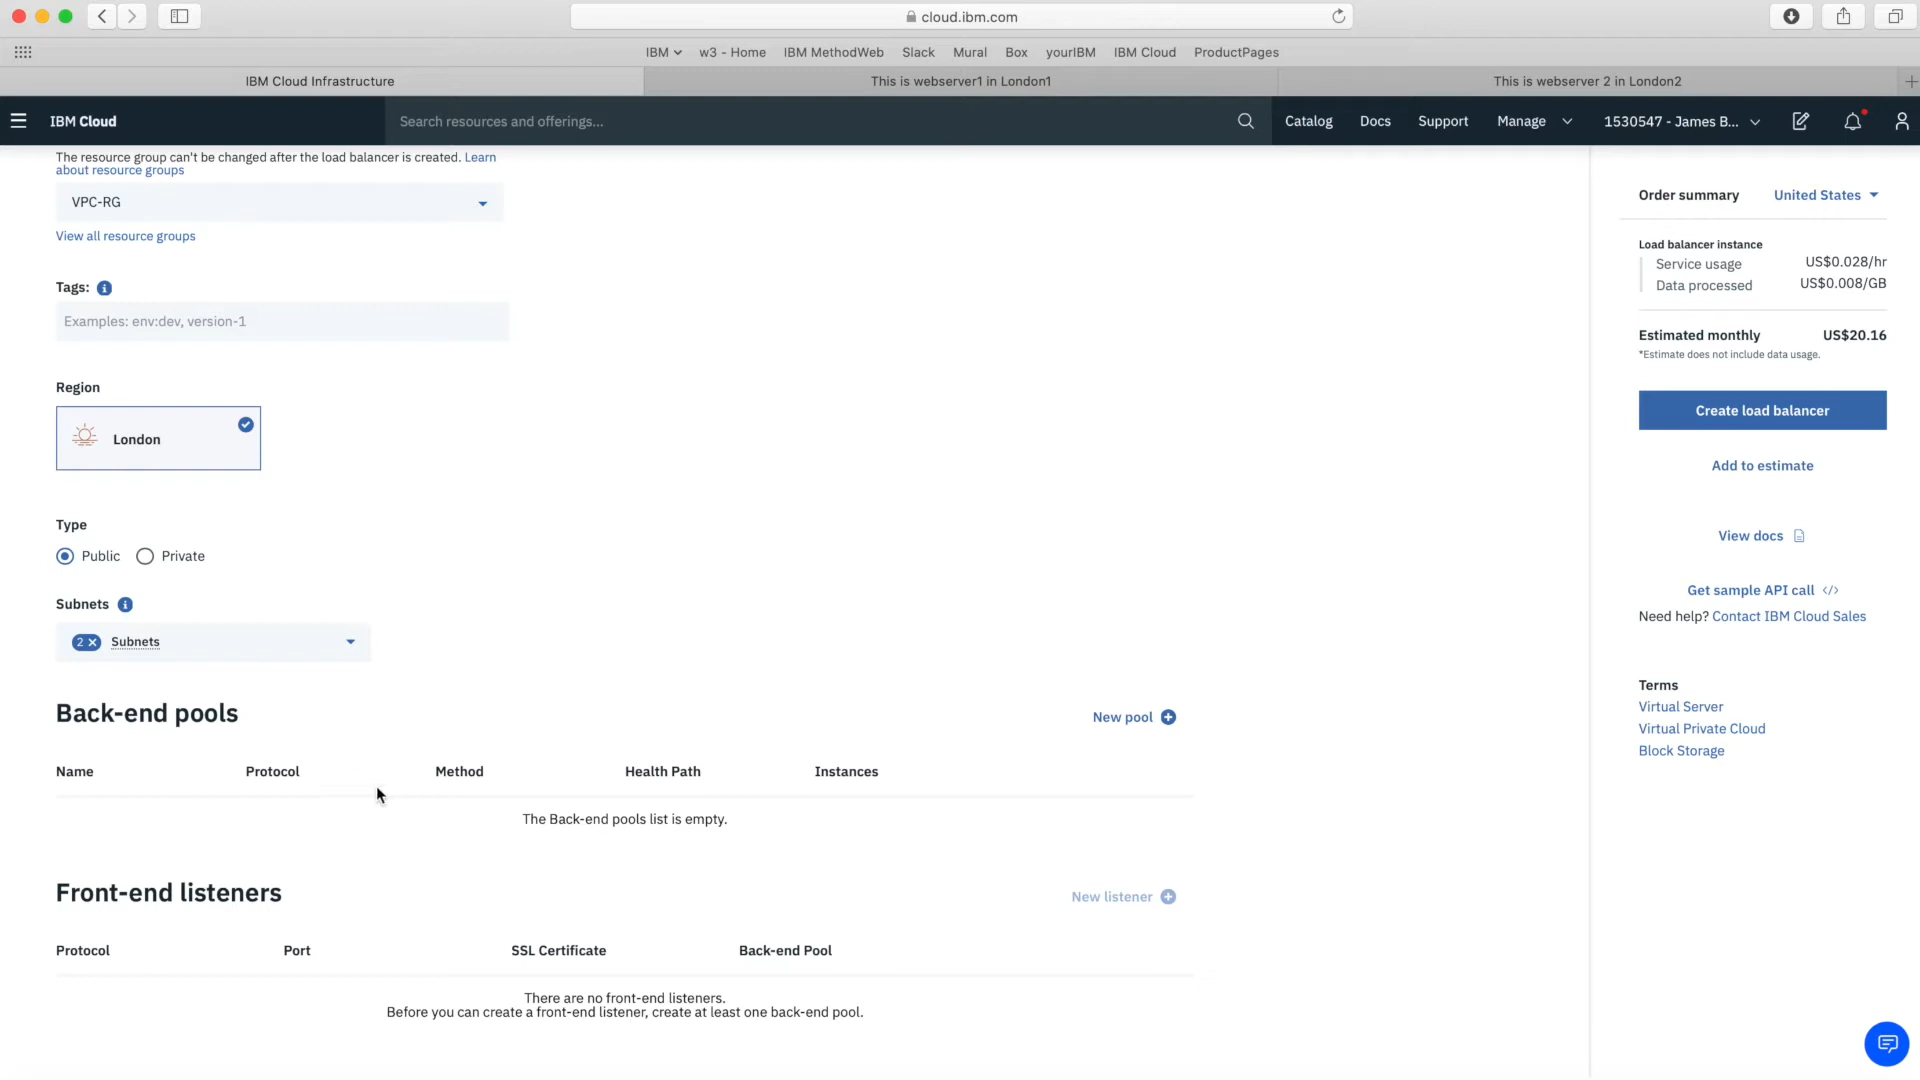 cloud.ibm.com
IBM
w3 - Home
IBM MethodWeb
Slack
Mural
Box
yourIBM
IBM Cloud
ProductPages
IBM Cloud Infrastructure
This is webserver1 in London1
This is webserver 2 in London2
IBM Cloud
Search resources and offerings...
Catalog
Docs
Support
Manage
1530547 - James B...
The resource group can't be changed after the load balancer is created. Learn
about resource groups
VPC-RG
View all resource groups
Tags:
Examples: env:dev, version-1
Region
London
Type
Public
Private
Subnets
2 Subnets
Back-end pools
New pool
Name
Protocol
Method
Health Path
Instances
The Back-end pools list is empty.
Front-end listeners
New listener
Protocol
Port
SSL Certificate
Back-end Pool
There are no front-end listeners.
Before you can create a front-end listener, create at least one back-end pool.
Order summary
United States
Load balancer instance
Service usage US$0.028/hr
Data processed US$0.008/GB
Estimated monthly US$20.16
*Estimate does not include data usage.
Create load balancer
Add to estimate
View docs
Get sample API call </>
Need help? Contact IBM Cloud Sales
Terms
Virtual Server
Virtual Private Cloud
Block Storage